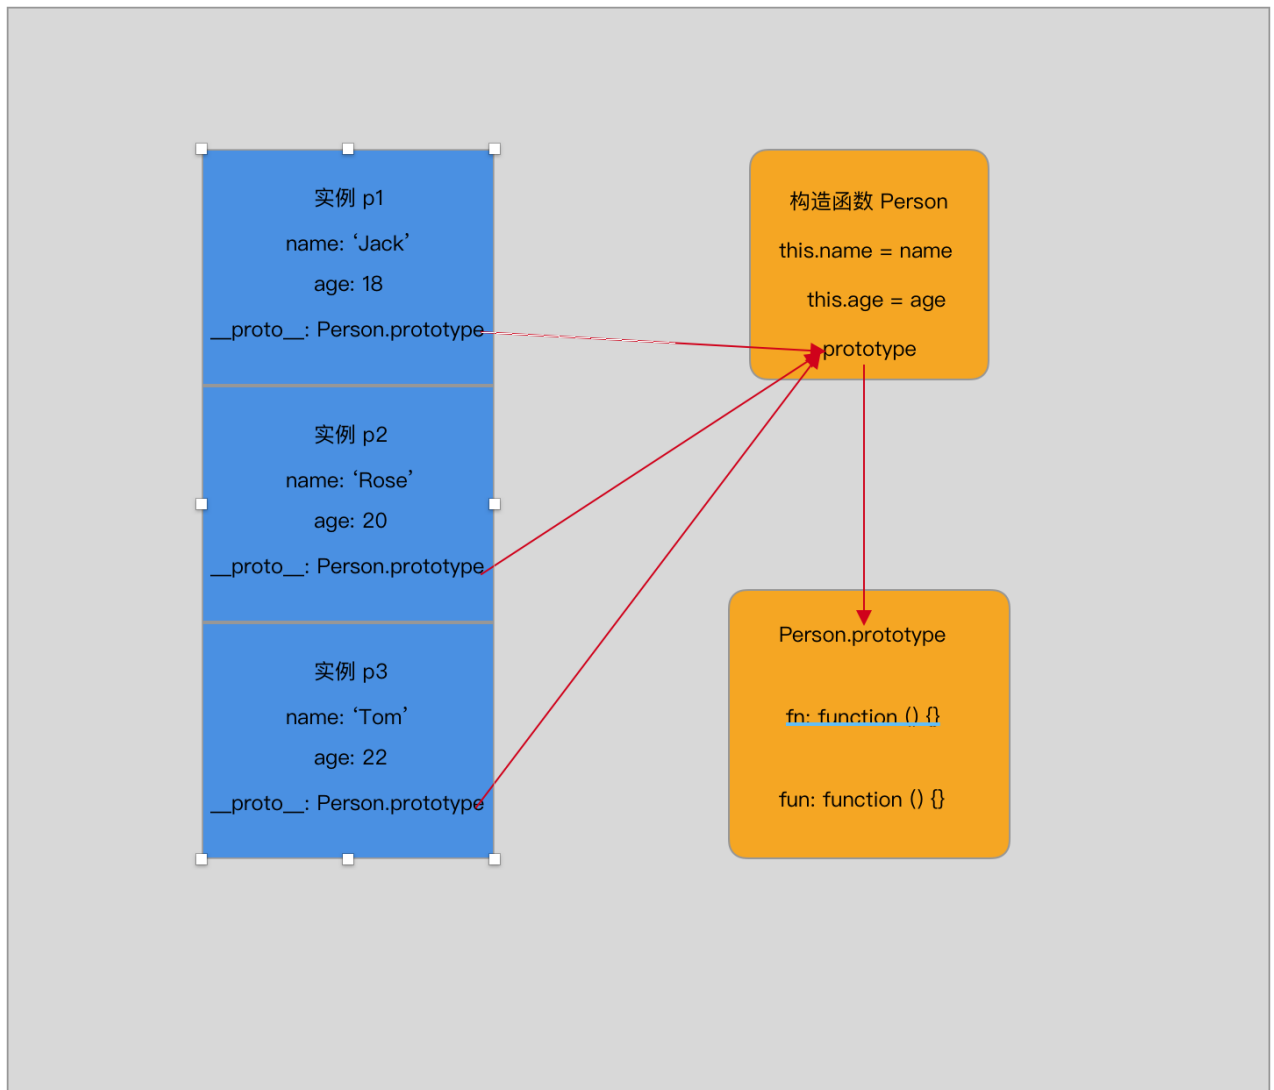 实例 p1
name: ‘Jack’
age: 18
__proto__: Person.prototype
实例 p2
name: ‘Rose’
age: 20
__proto__: Person.prototype
实例 p3
name: ‘Tom’
age: 22
__proto__: Person.prototype
构造函数 Person
this.name = name
this.age = age
prototype
Person.prototype
fn: function () {}
fun: function () {}